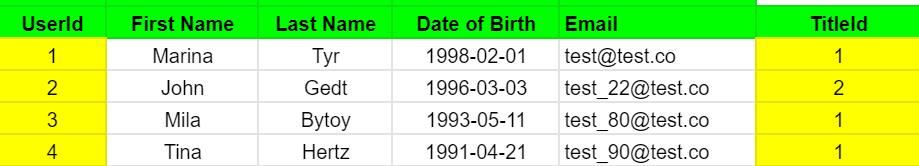 UserId First Name Last Name Date of Birth Email TitleId
1 Marina Tyr 1998-02-01 test@test.co 1
2 John Gedt 1996-03-03 test_22@test.co 2
3 Mila Bytoy 1993-05-11 test_80@test.co 1
4 Tina Hertz 1991-04-21 test_90@test.co 1